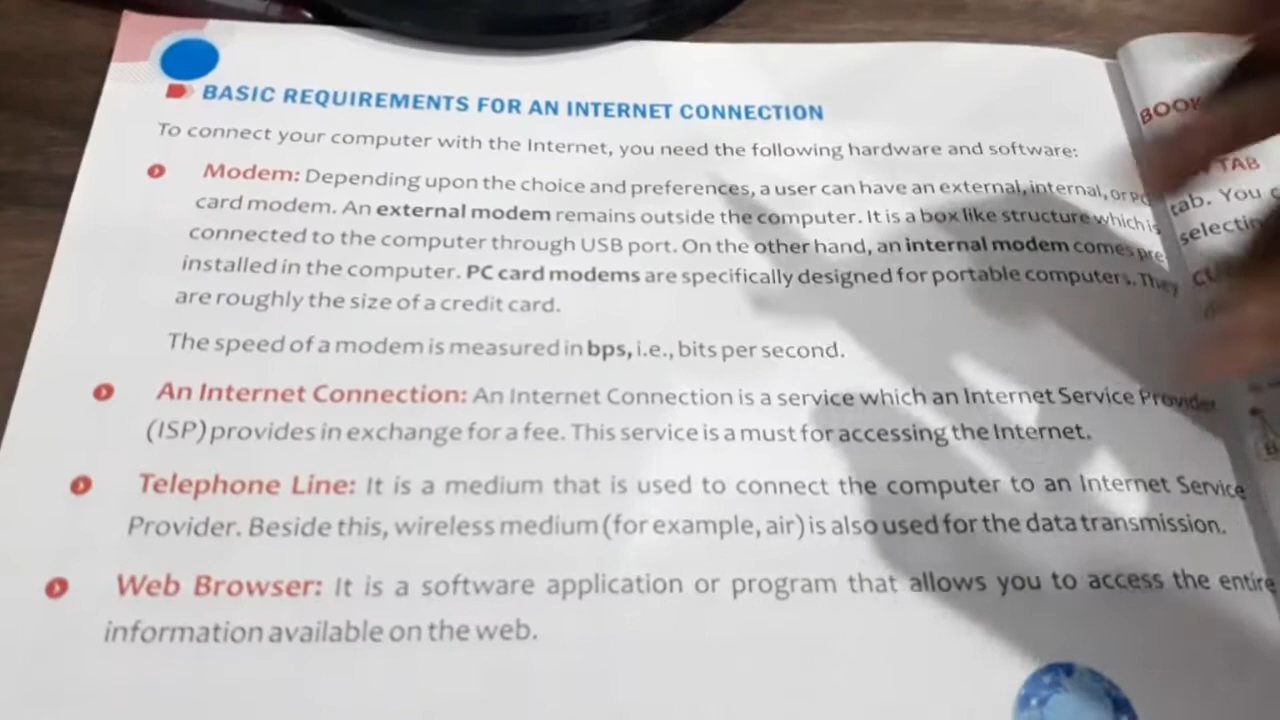 BASIC REQUIREMENTS FOR AN INTERNET CONNECTION
To connect your computer with the Internet, you need the following hardware and software:
Modem: Depending upon the choice and preferences, a user can have an external, internal, or PC
card modem. An external modem remains outside the computer. It is a box like structure which is
connected to the computer through USB port. On the other hand, an internal modem comes pre-
installed in the computer. PC card modems are specifically designed for portable computers. They
are roughly the size of a credit card.
The speed of a modem is measured in bps, i.e., bits per second.
An Internet Connection: An Internet Connection is a service which an Internet Service Provider
(ISP) provides in exchange for a fee. This service is a must for accessing the Internet.
Telephone Line: It is a medium that is used to connect the computer to an Internet Service
Provider. Beside this, wireless medium (for example, air) is also used for the data transmission.
Web Browser: It is a software application or program that allows you to access the entire
information available on the web.
BOOK
TAB
tab. You